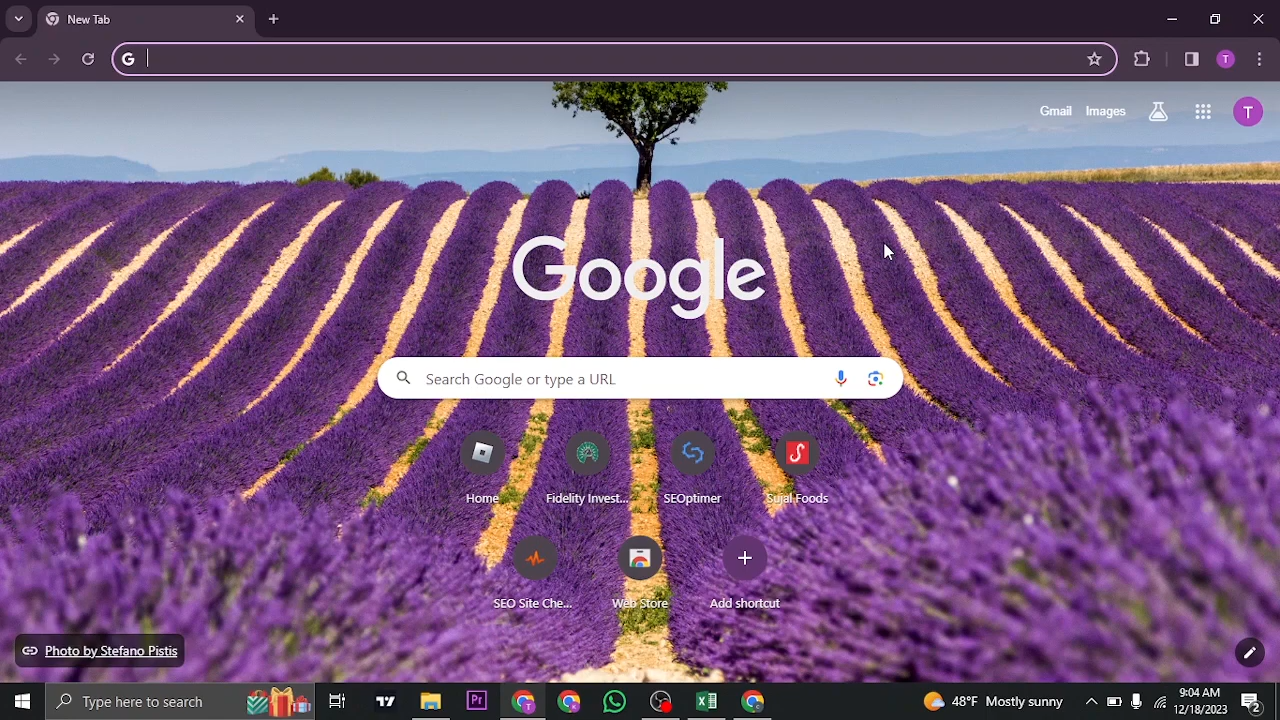 New Tab
G
T
Gmail
Images
T
Google
Search Google or type a URL
Home
Fidelity Invest...
SEOptimer
Sujal Foods
SEO Site Che...
Web Store
Add shortcut
Photo by Stefano Pistis
Type here to search
Pr
T
48°F Mostly sunny
9:04 AM
12/18/2023
2